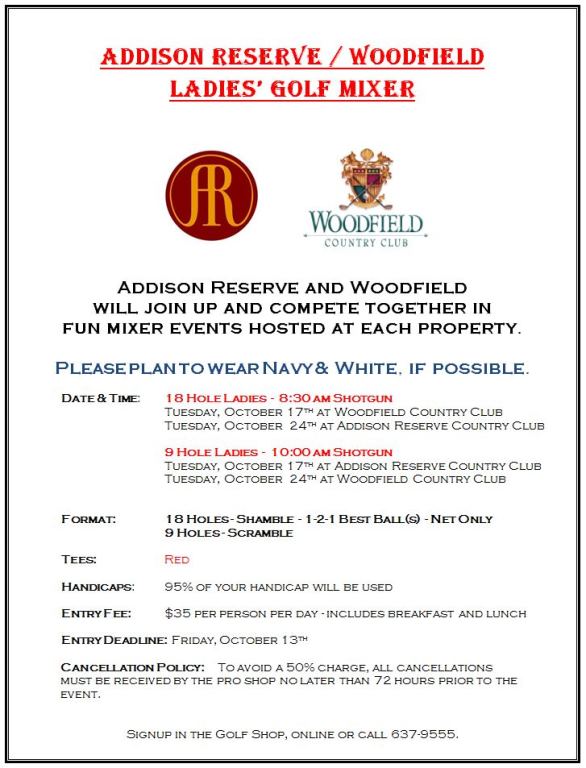 Addison Reserve / Woodfield
Ladies' Golf Mixer
AR
Woodfield
Country Club
Addison Reserve and Woodfield
will join up and compete together in
fun mixer events hosted at each property.
Please plan to wear Navy & White, if possible.
Date & Time: 18 Hole Ladies - 8:30 am Shotgun
Tuesday, October 17th at Woodfield Country Club
Tuesday, October 24th at Addison Reserve Country Club
9 Hole Ladies - 10:00 am Shotgun
Tuesday, October 17th at Addison Reserve Country Club
Tuesday, October 24th at Woodfield Country Club
Format: 18 Holes - Shamble - 1-2-1 Best Ball(s) - Net Only
9 Holes - Scramble
Tees: Red
Handicaps: 95% of your handicap will be used
Entry Fee: $35 per person per day - includes breakfast and lunch
Entry Deadline: Friday, October 13th
Cancellation Policy: To avoid a 50% charge, all cancellations
must be received by the pro shop no later than 72 hours prior to the
event.
Signup in the Golf Shop, online or call 637-9555.